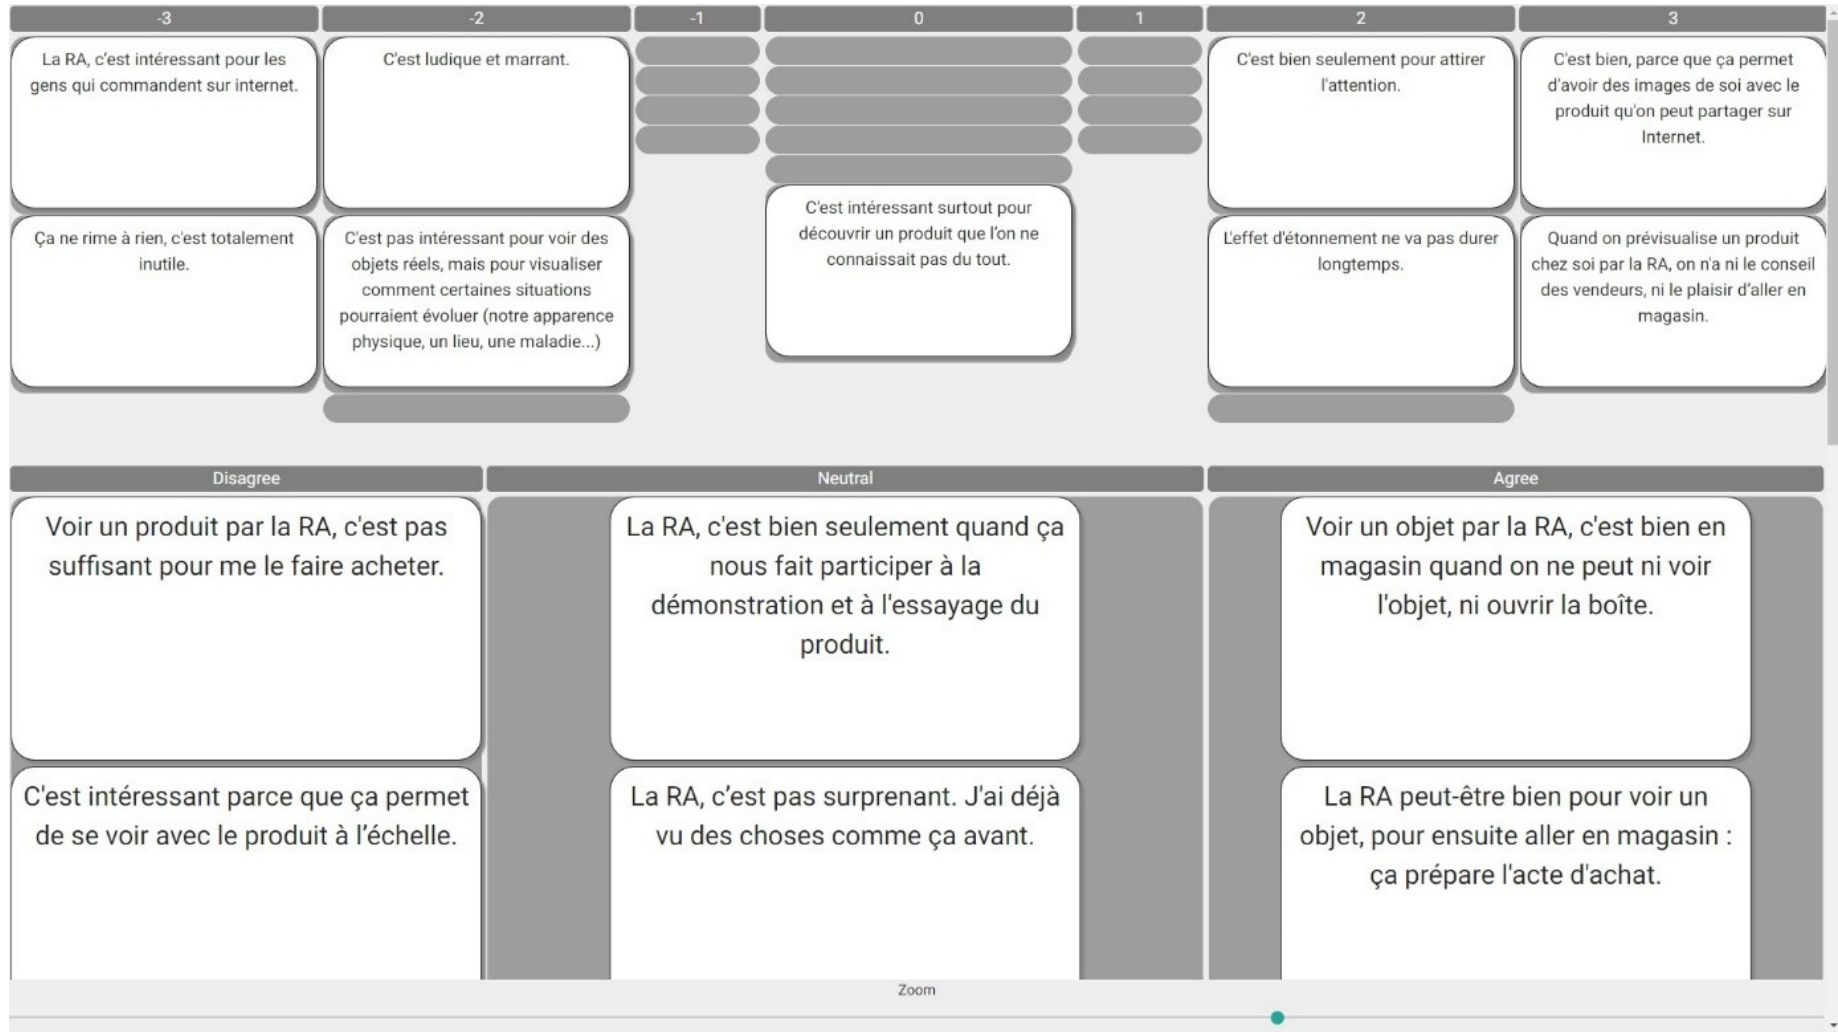 -3
-2
-1
0
1
2
3
La RA, c’est intéressant pour les
gens qui commandent sur internet.
C'est ludique et marrant.
C'est bien seulement pour attirer
l'attention.
C'est bien, parce que ça permet
d'avoir des images de soi avec le
produit qu'on peut partager sur
Internet.
Ça ne rime à rien, c'est totalement
inutile.
C'est pas intéressant pour voir des
objets réels, mais pour visualiser
comment certaines situations
pourraient évoluer (notre apparence
physique, un lieu, une maladie...)
C'est intéressant surtout pour
découvrir un produit que l’on ne
connaissait pas du tout.
L'effet d'étonnement ne va pas durer
longtemps.
Quand on prévisualise un produit
chez soi par la RA, on n'a ni le conseil
des vendeurs, ni le plaisir d’aller en
magasin.
Disagree
Neutral
Agree
Voir un produit par la RA, c'est pas
suffisant pour me le faire acheter.
La RA, c'est bien seulement quand ça
nous fait participer à la
démonstration et à l'essayage du
produit.
Voir un objet par la RA, c'est bien en
magasin quand on ne peut ni voir
l'objet, ni ouvrir la boîte.
C'est intéressant parce que ça permet
de se voir avec le produit à l’échelle.
La RA, c’est pas surprenant. J'ai déjà
vu des choses comme ça avant.
La RA peut-être bien pour voir un
objet, pour ensuite aller en magasin :
ça prépare l'acte d'achat.
Zoom